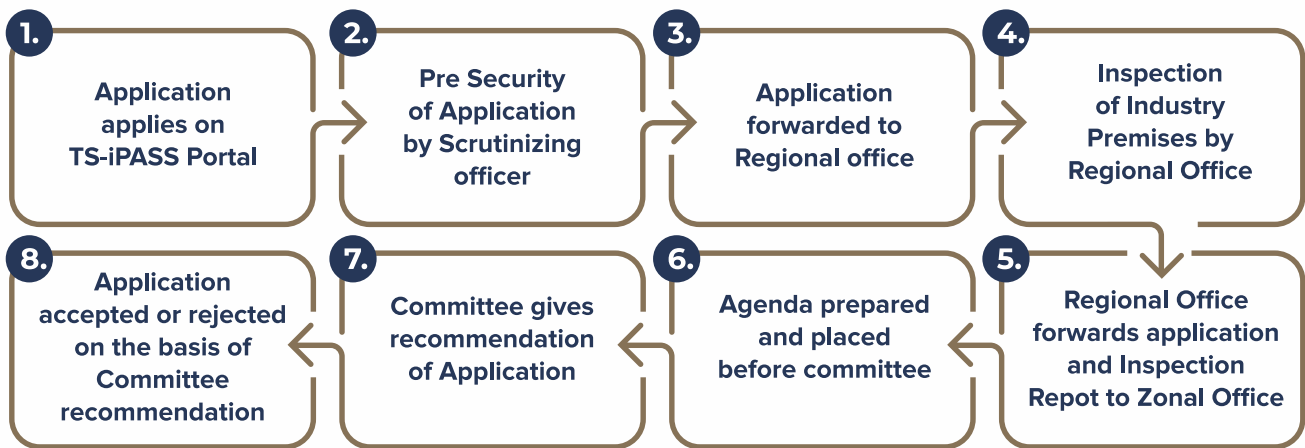 1.
Application
applies on
TS-iPASS Portal
2.
Pre Security
of Application
by Scrutinizing
officer
3.
Application
forwarded to
Regional office
4.
Inspection
of Industry
Premises by
Regional Office
5.
Regional Office
forwards application
and Inspection
Repot to Zonal Office
6.
Agenda prepared
and placed
before committee
7.
Committee gives
recommendation
of Application
8.
Application
accepted or rejected
on the basis of
Committee
recommendation